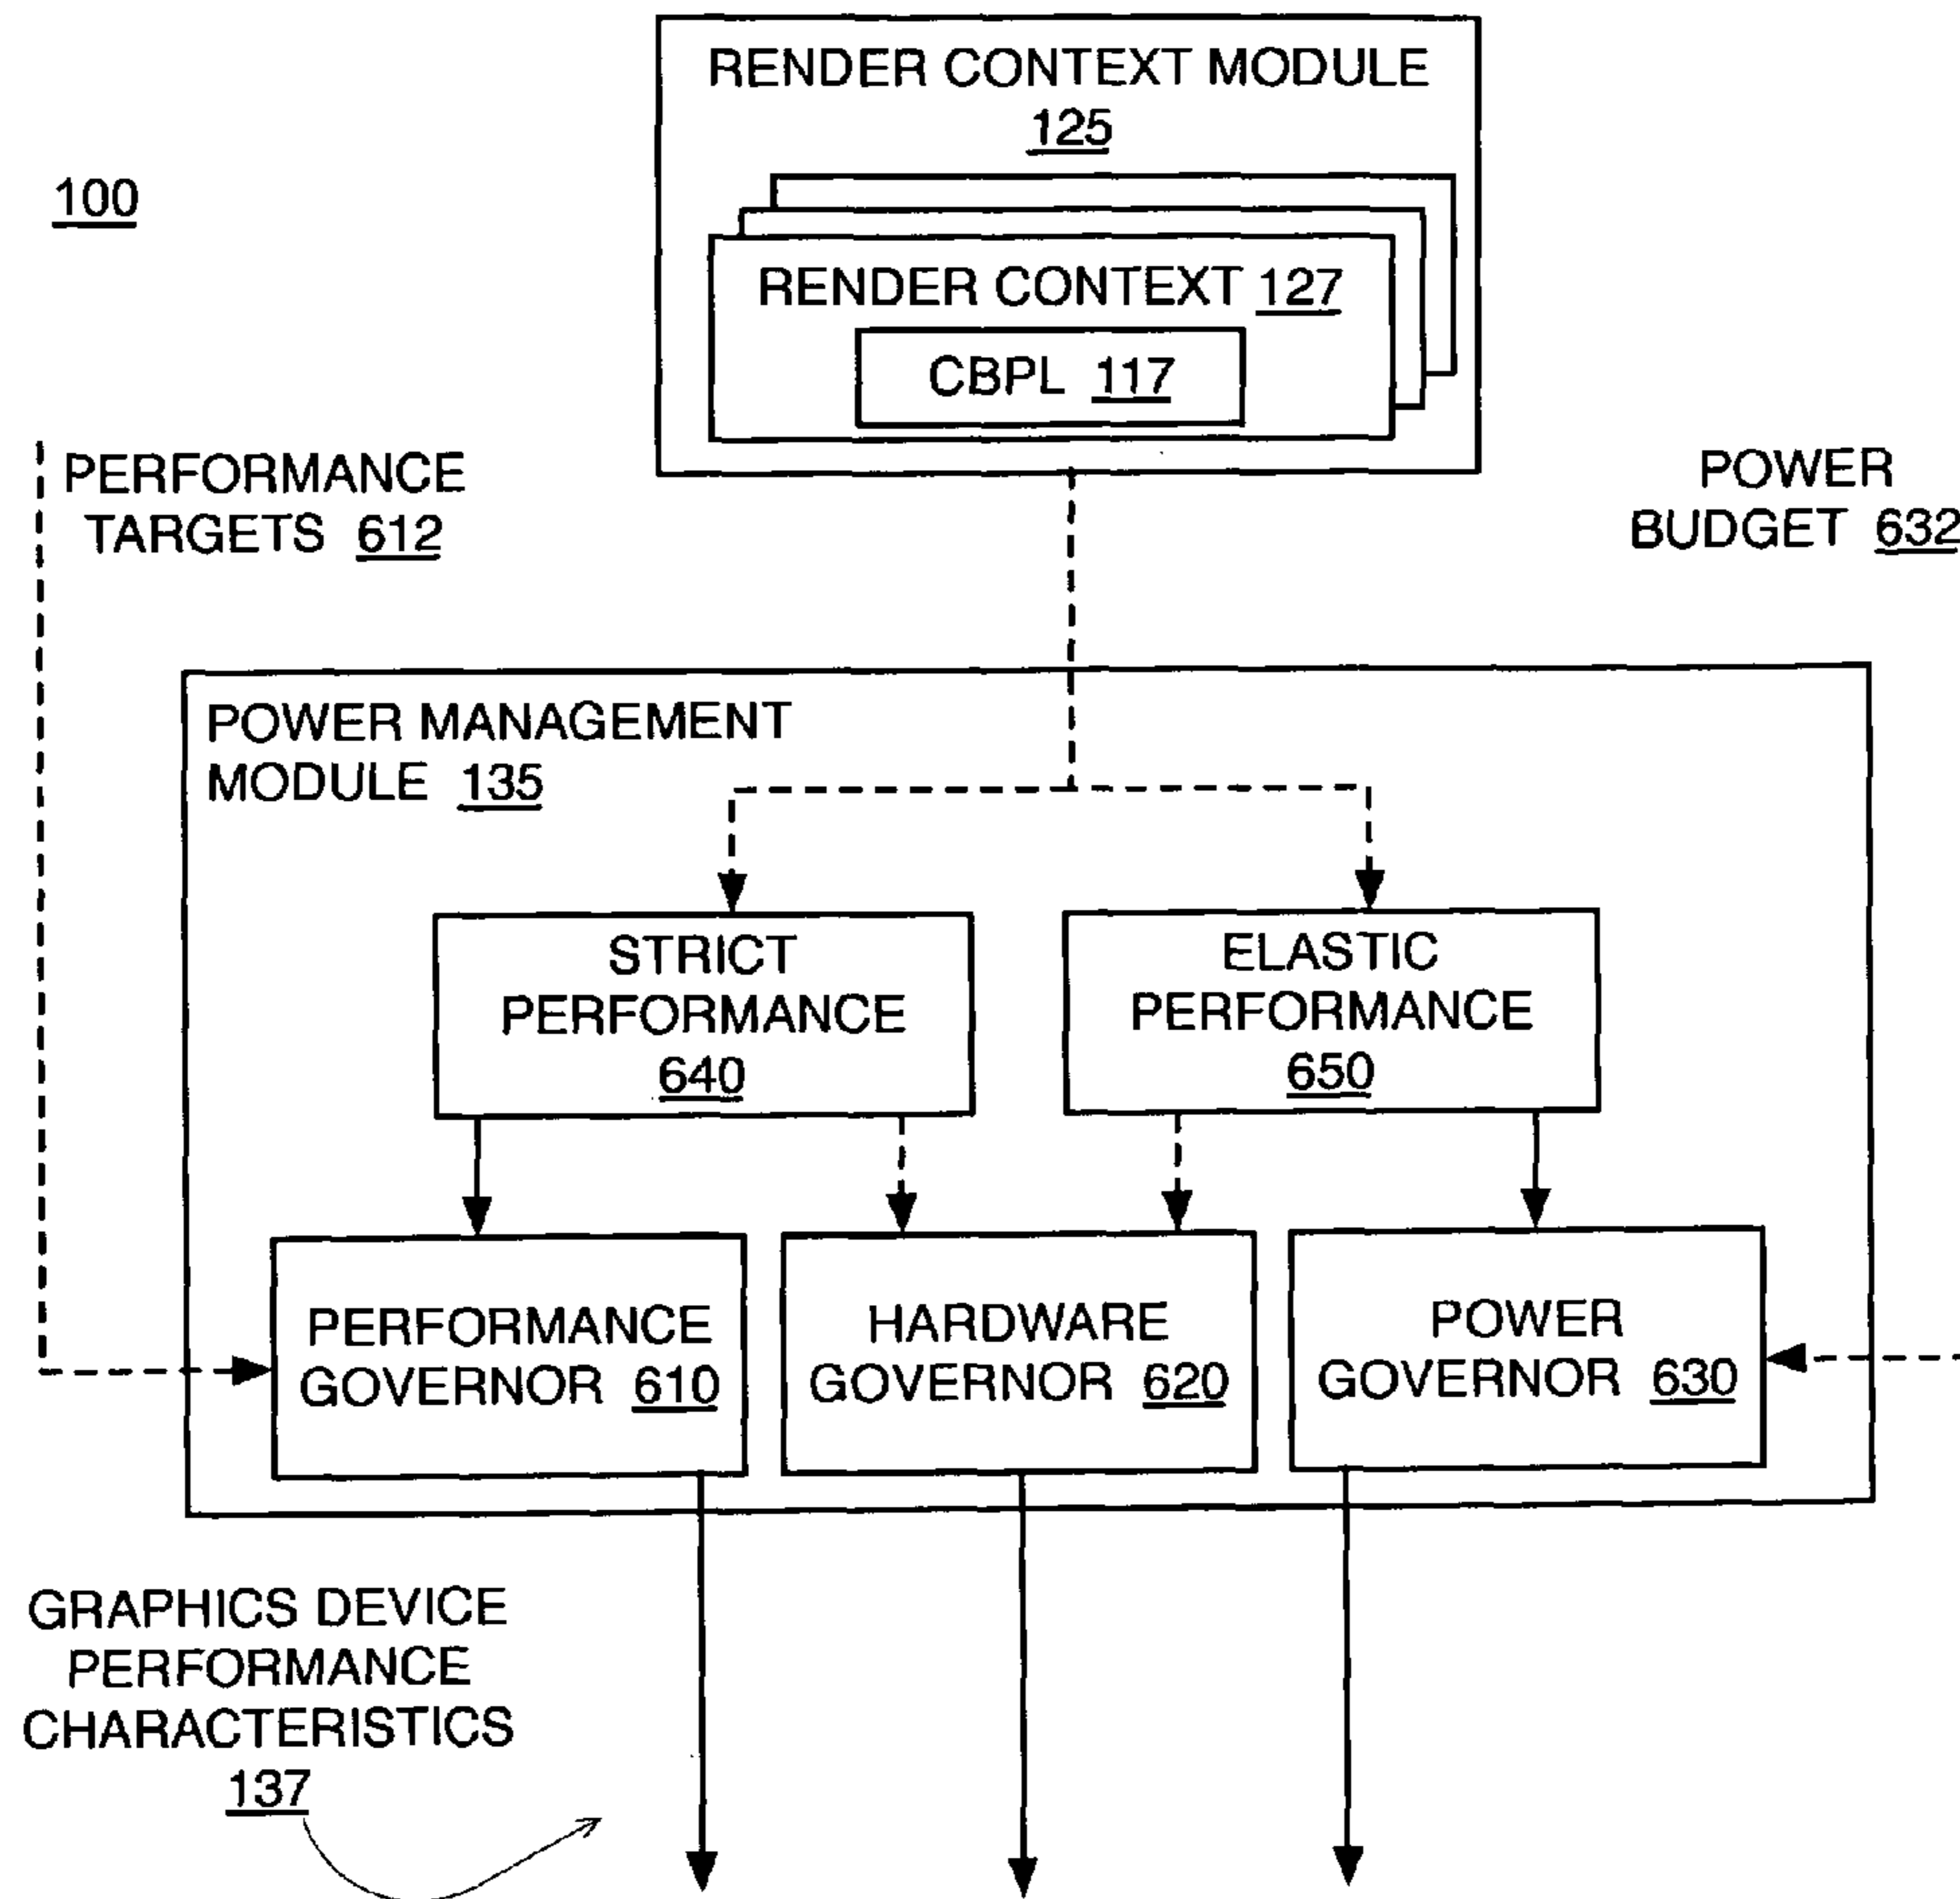 RENDER CONTEXT MODULE
125
100
RENDER CONTEXT 127
CBPL 117
PERFORMANCE
TARGETS 612
POWER
BUDGET 632
POWER MANAGEMENT
MODULE 135
STRICT
PERFORMANCE
640
ELASTIC
PERFORMANCE
650
PERFORMANCE
GOVERNOR 610
HARDWARE
GOVERNOR 620
POWER
GOVERNOR 630
GRAPHICS DEVICE
PERFORMANCE
CHARACTERISTICS
137